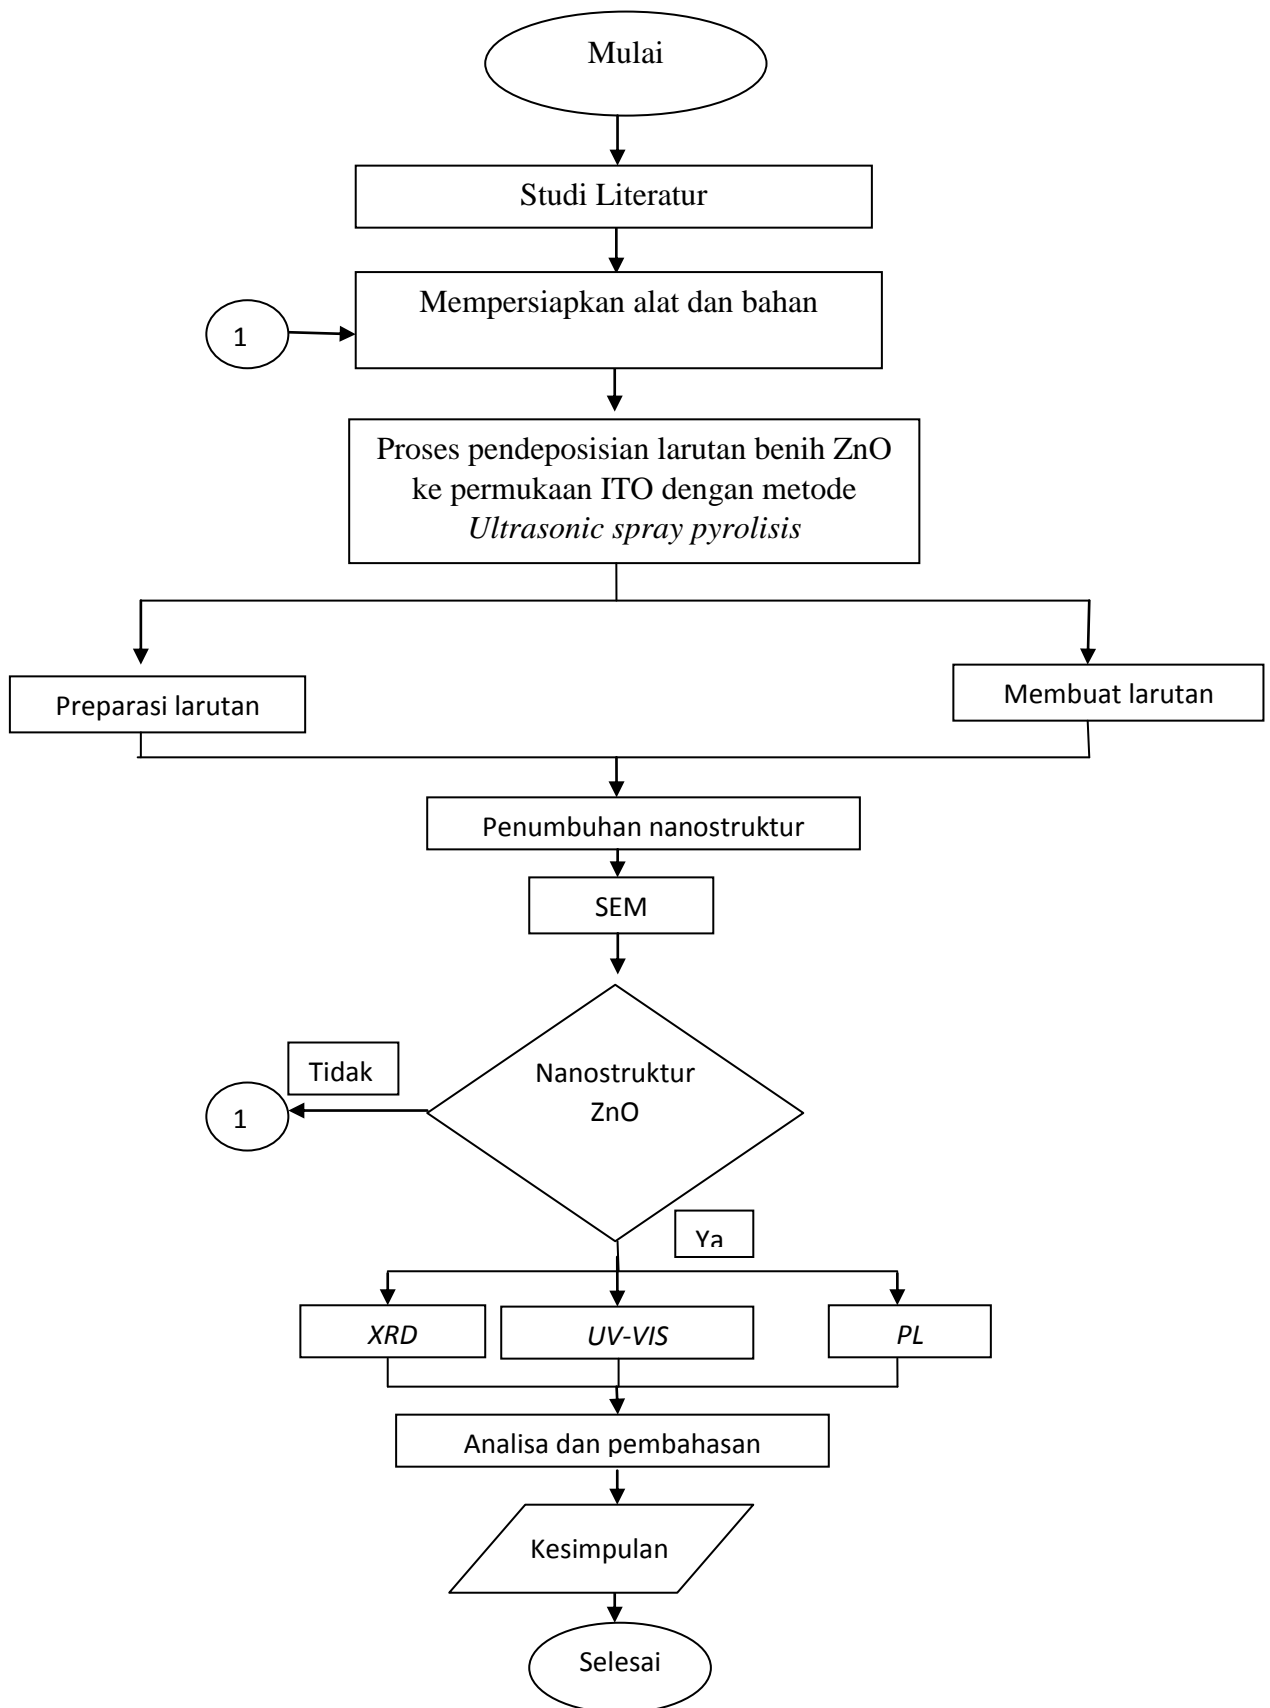 Mulai
Studi Literatur
Mempersiapkan alat dan bahan
1
Proses pendeposisian larutan benih ZnO
ke permukaan ITO dengan metode
Ultrasonic spray pyrolisis
Preparasi larutan
Membuat larutan
Penumbuhan nanostruktur
SEM
Nanostruktur
ZnO
Tidak
1
Ya
XRD
UV-VIS
PL
Analisa dan pembahasan
Kesimpulan
Selesai